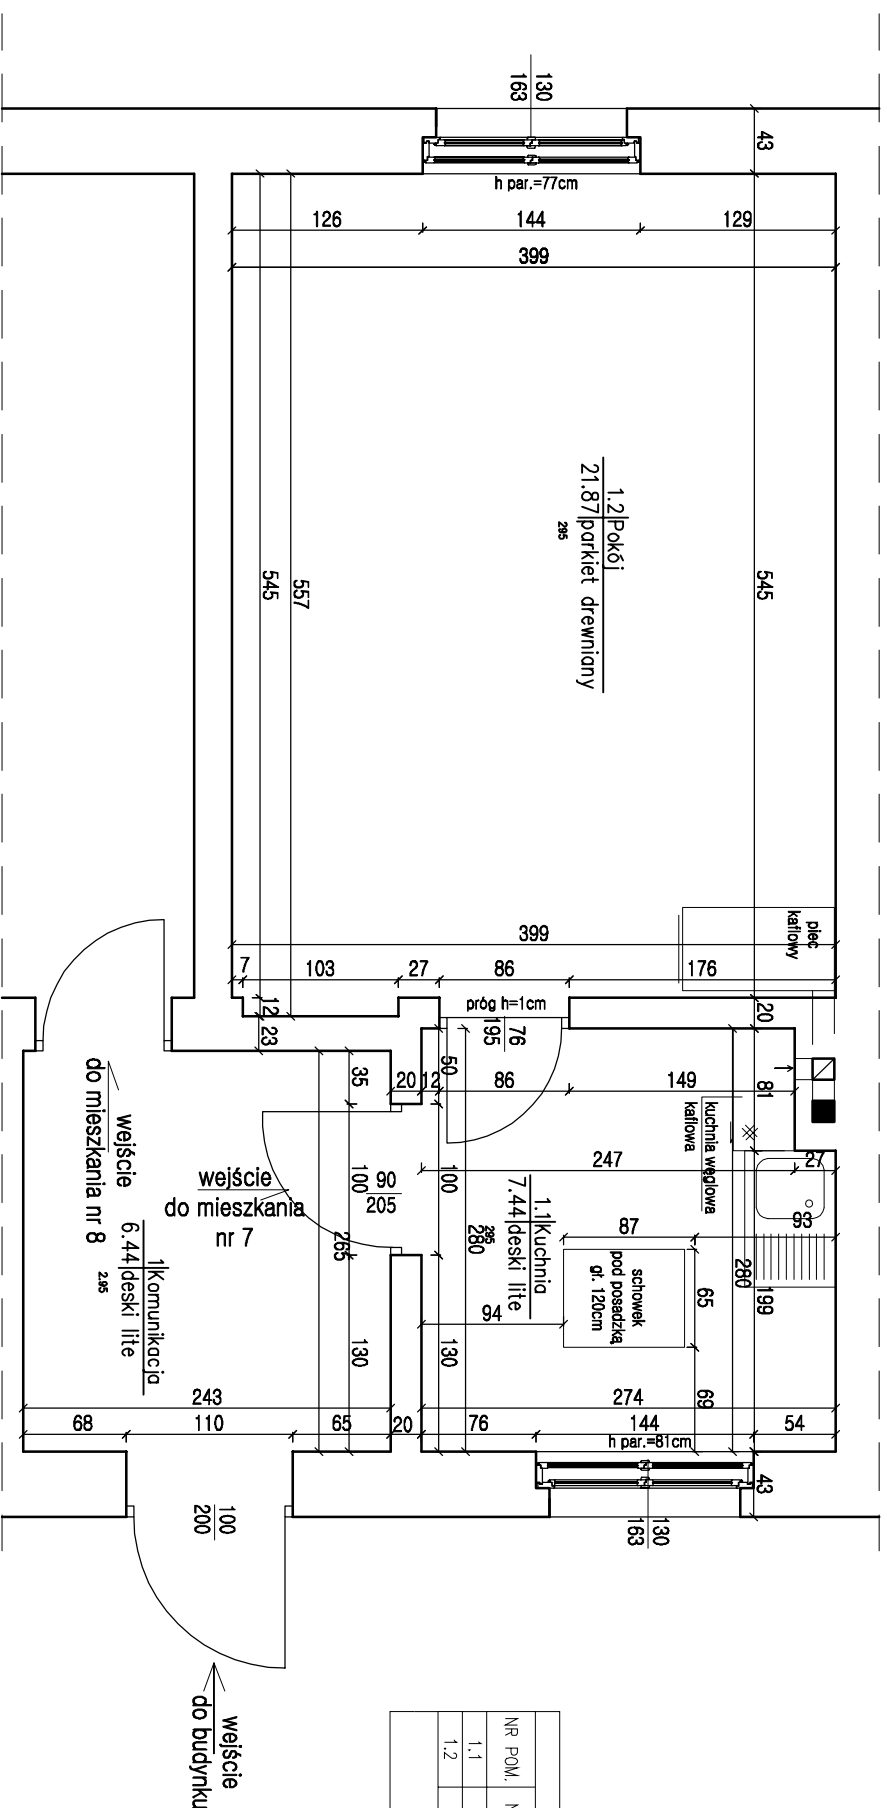 130
163
43
h par.=77cm
126
144
129
399
1.2 Pokój
21.87 parkiet drewniany
295
545
557
545
piec
kaflowy
399
7
103
27
86
176
12
23
próg h=1cm
76
195
20
50
35
20
12
86
149
81
kuchnia węglowa
kaflowa
247
27
93
90
205
100
100
265
280
280
199
1.1 Kuchnia
7.44 deski lite
295
87
schowek
pod posadzką
gł. 120cm
65
94
69
130
130
wejście
do mieszkania nr 8
wejście
do mieszkania
nr 7
1 Komunikacja
6.44 deski lite
2.95
243
274
68
110
65
20
76
144
54
h par.=81cm
43
130
163
100
200
wejście
do budynku
NR POM.
N
1.1
1.2